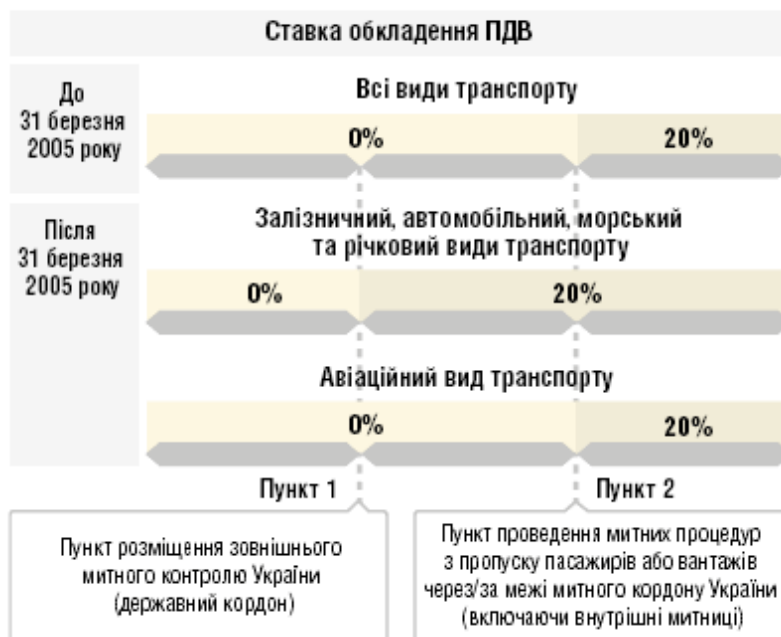 Ставка обкладення ПДВ
До
31 березня
2005 року
Всі види транспорту
0% 20%
Після
31 березня
2005 року
Залізничний, автомобільний, морський
та річковий види транспорту
0% 20%
Авіаційний вид транспорту
0% 20%
Пункт 1
Пункт 2
Пункт розміщення зовнішнього
митного контролю України
(державний кордон)
Пункт проведення митних процедур
з пропуску пасажирів або вантажів
через/за межі митного кордону України
(включаючи внутрішні митниці)